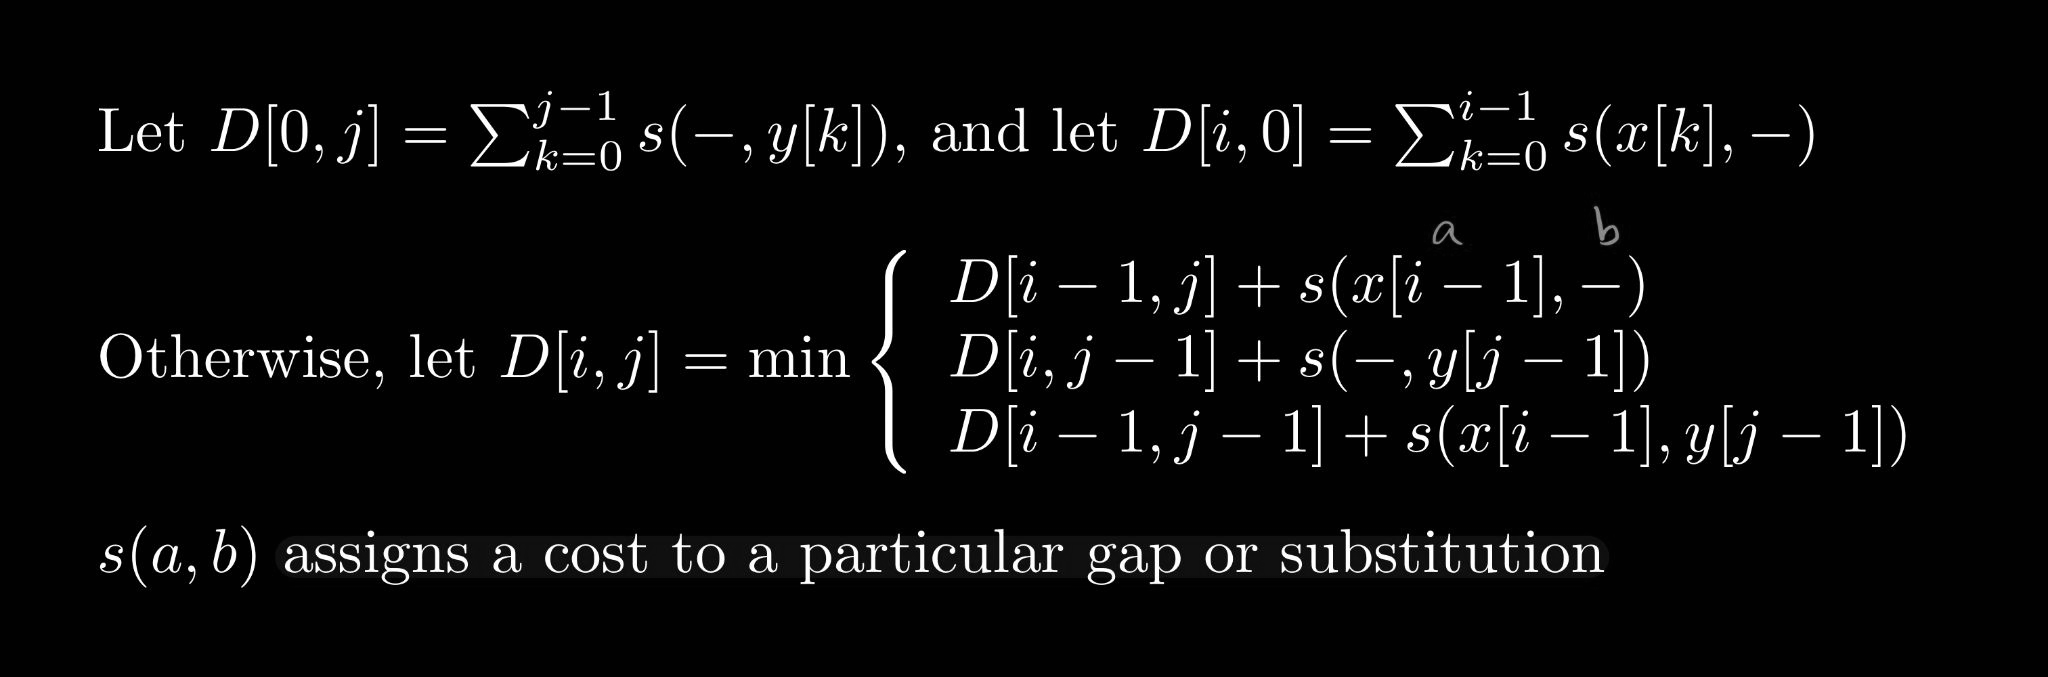 Let D[0, j] = ∑_{k=0}^{j−1} s(−, y[k]), and let D[i, 0] = ∑_{k=0}^{i−1} s(x[k], −)
a b
D[i − 1, j] + s(x[i − 1], −)
Otherwise, let D[i, j] = min { D[i, j − 1] + s(−, y[j − 1])
D[i − 1, j − 1] + s(x[i − 1], y[j − 1])
s(a, b) assigns a cost to a particular gap or substitution